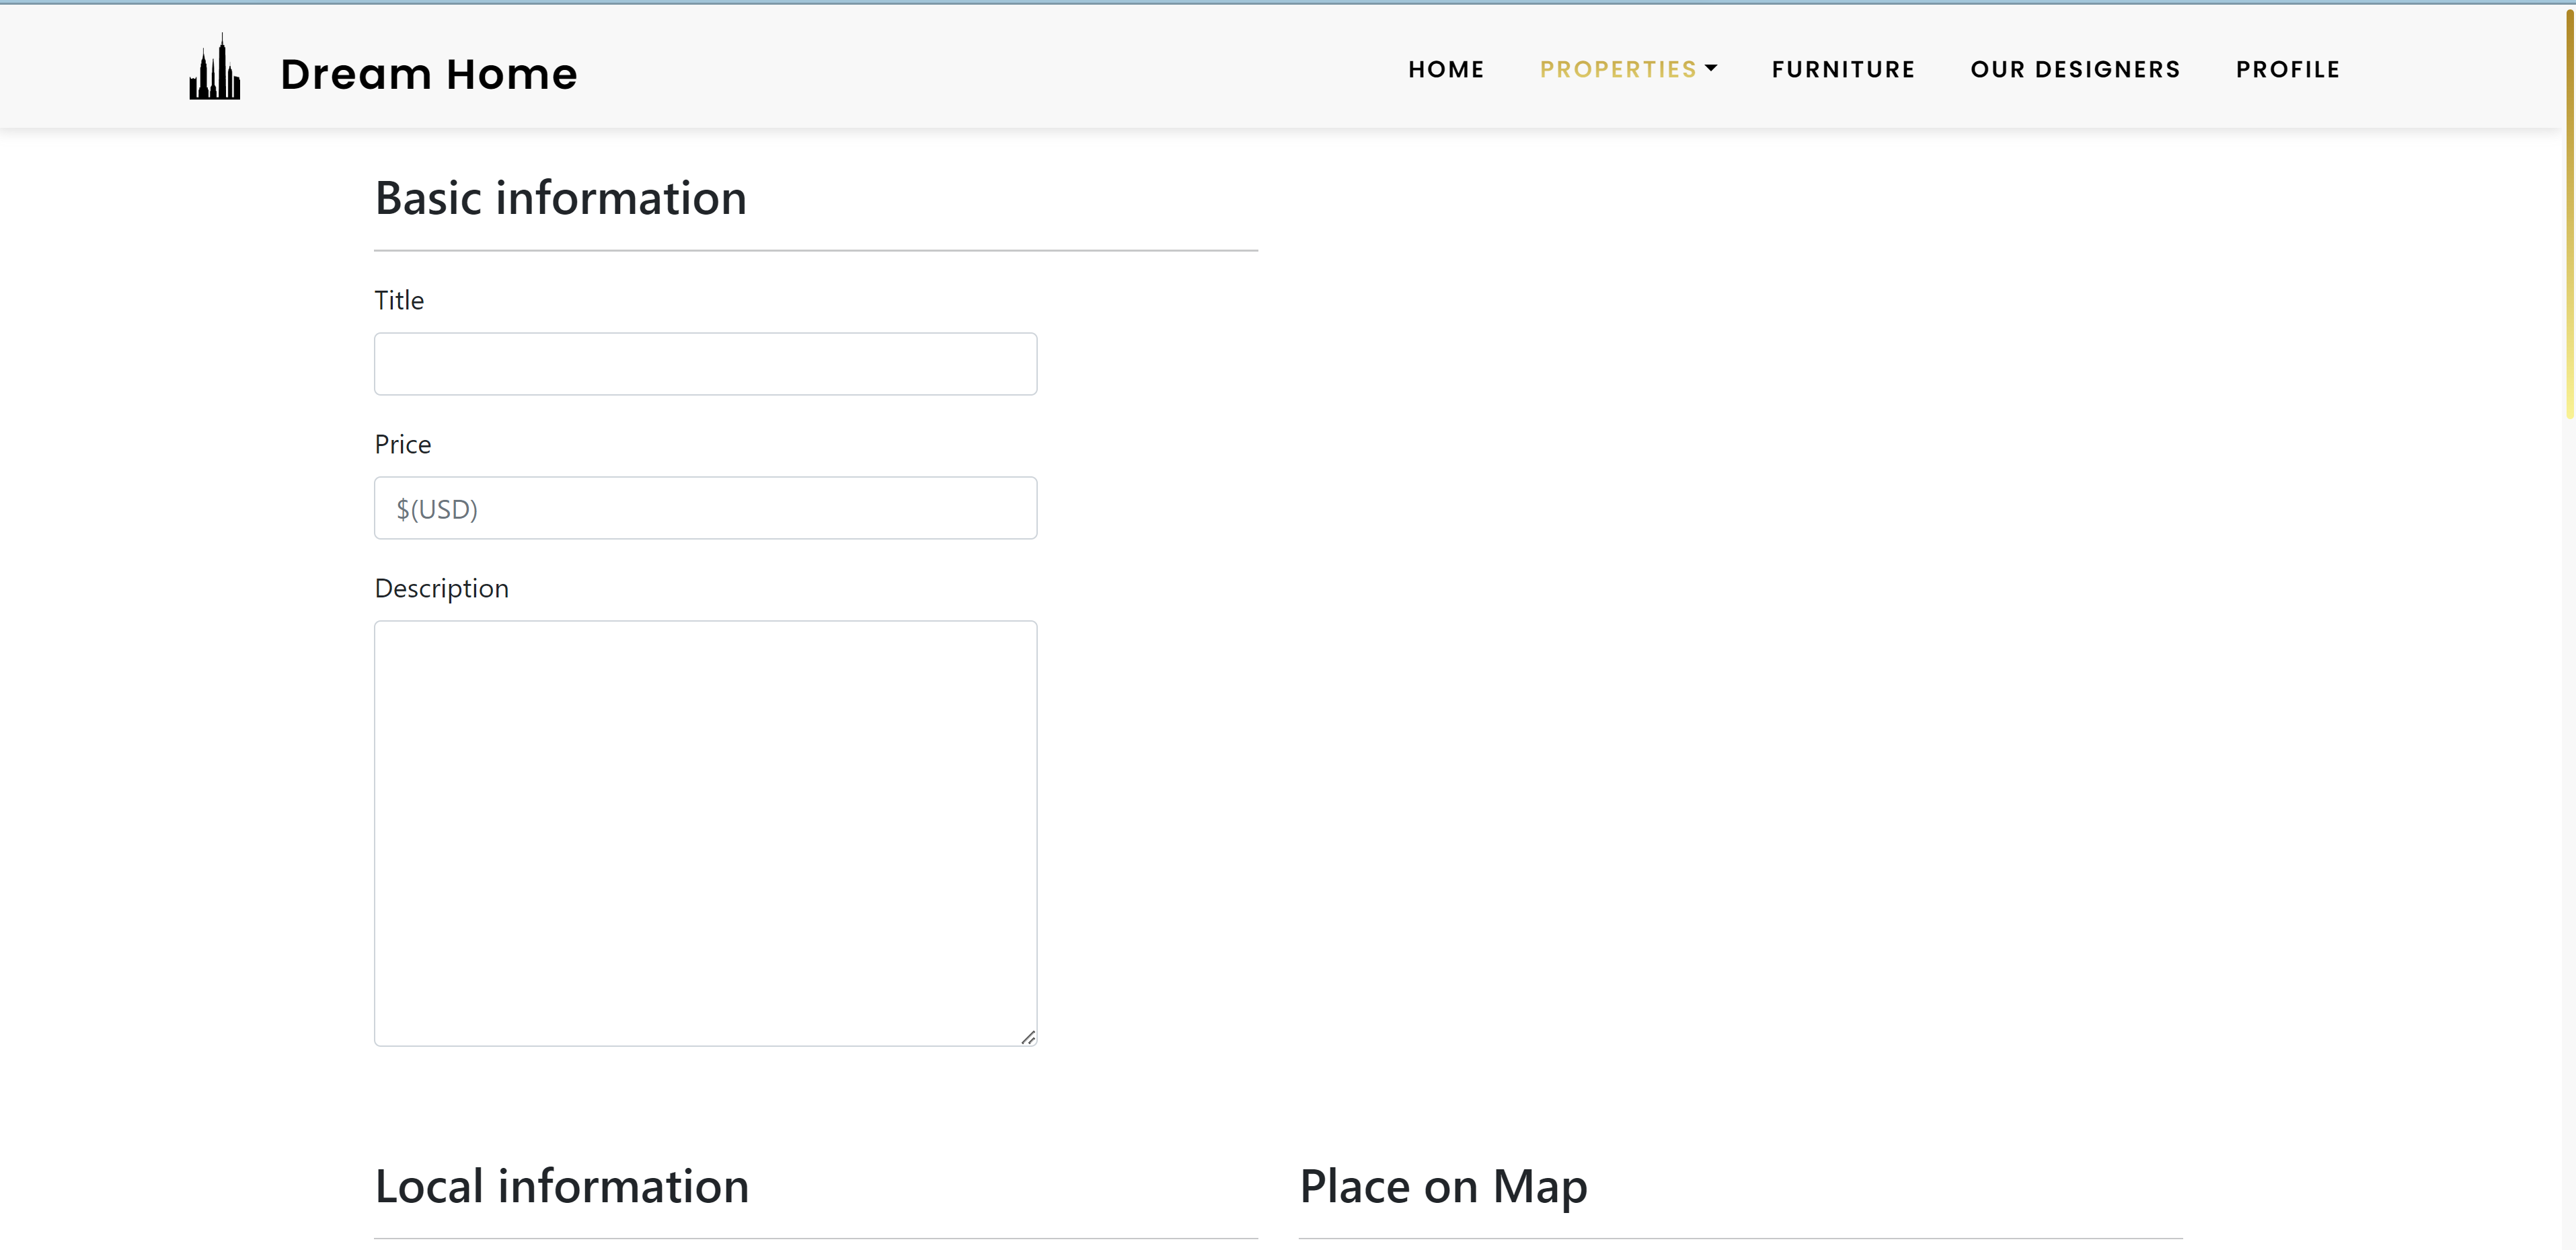 Dream Home
HOME PROPERTIES FURNITURE OUR DESIGNERS PROFILE
Basic information
Title
Price
$(USD)
Description
Local information
Place on Map